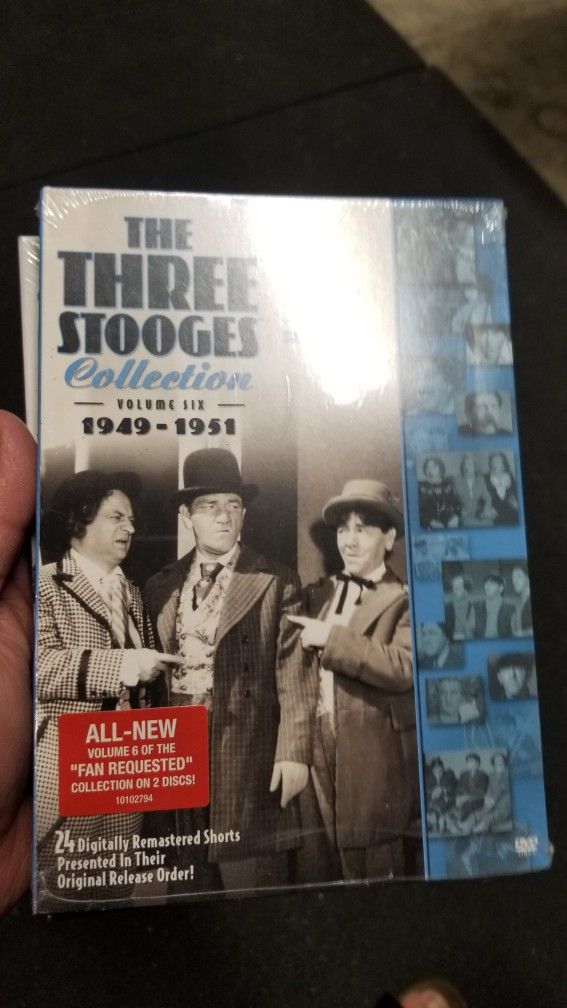 THE
THREE
STOOGES
Collection
VOLUME SIX
1949-1951
ALL-NEW
VOLUME 6 OF THE
"FAN REQUESTED"
COLLECTION ON 2 DISCS!
10102794
24 Digitally Remastered Shorts
Presented In Their
Original Release Order!
DVD